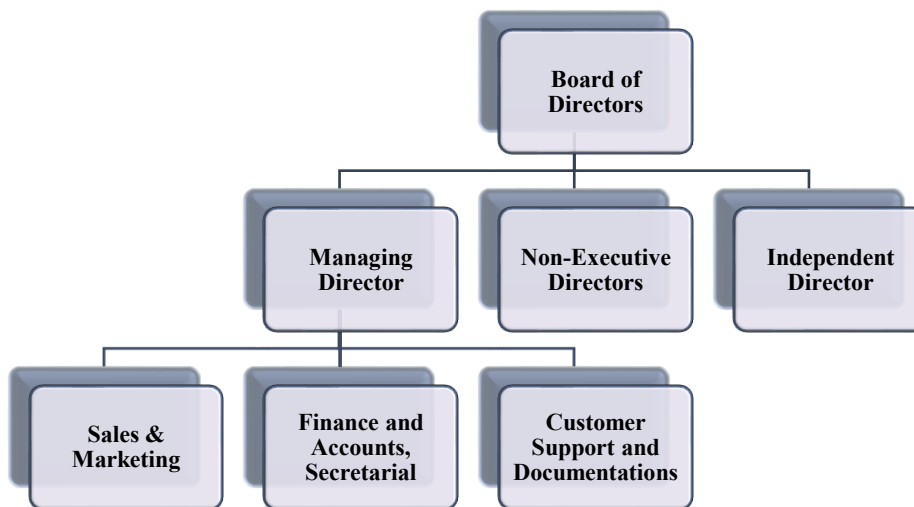 Board of
Directors
Managing
Director
Non-Executive
Directors
Independent
Director
Sales &
Marketing
Finance and
Accounts,
Secretarial
Customer
Support and
Documentations